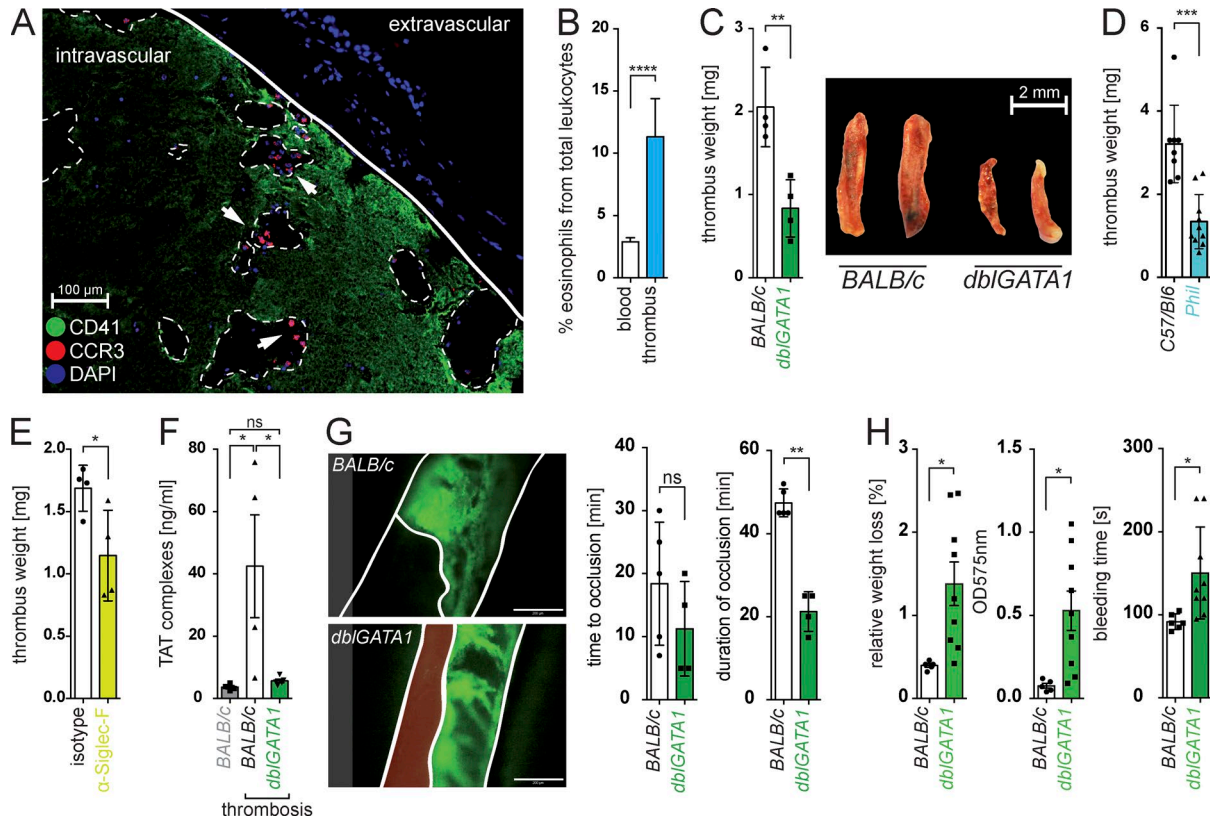 A
intravascular
extravascular
100 µm
CD41
CCR3
DAPI
B
% eosinophils from total leukocytes
20
15
10
5
0
****
blood
thrombus
C
thrombus weight [mg]
3
2
1
0
**
BALB/c
dblGATA1
2 mm
BALB/c
dblGATA1
D
thrombus weight [mg]
6
4
2
0
***
C57/Bl6
Phil
E
thrombus weight [mg]
2.0
1.5
1.0
0.5
0.0
*
isotype
α-Siglec-F
F
TAT complexes [ng/ml]
80
60
40
20
0
ns
* *
BALB/c
BALB/c
dblGATA1
thrombosis
G
BALB/c
dblGATA1
time to occlusion [min]
40
30
20
10
0
ns
BALB/c
dblGATA1
duration of occlusion [min]
60
40
20
0
**
BALB/c
dblGATA1
H
relative weight loss [%]
3
2
1
0
*
BALB/c
dblGATA1
OD575nm
1.5
1.0
0.5
0.0
*
BALB/c
dblGATA1
bleeding time [s]
300
200
100
0
*
BALB/c
dblGATA1